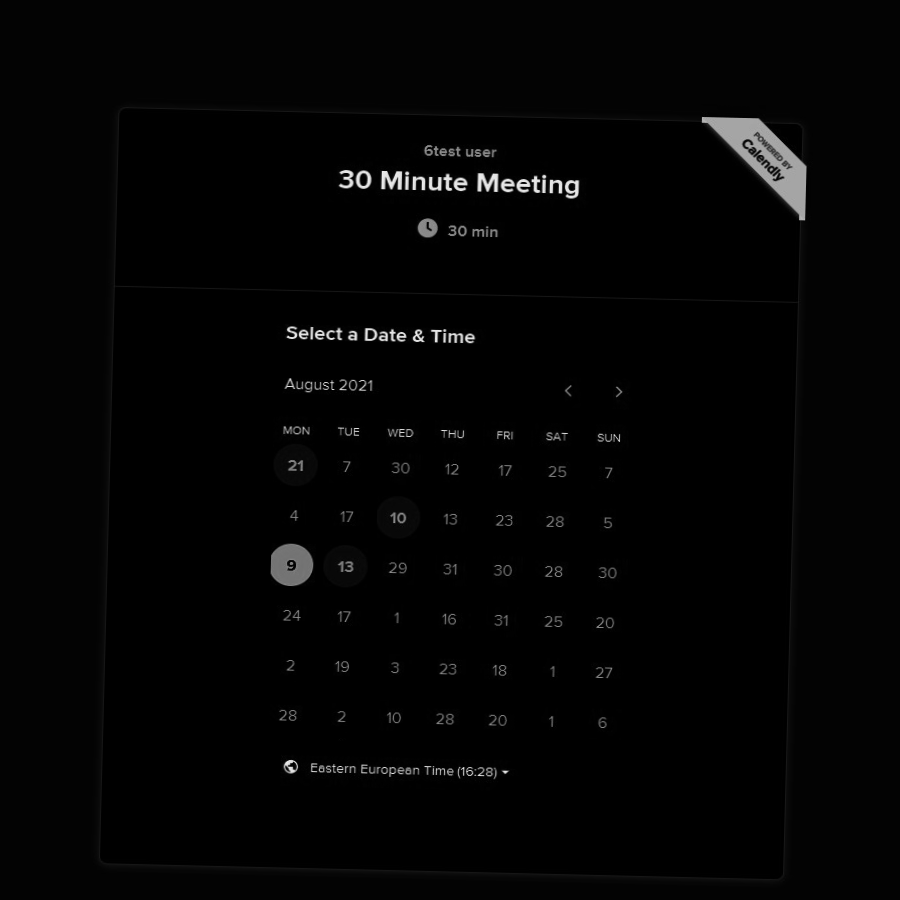 POWERED BY
Calendly
6test user
30 Minute Meeting
30 min
Select a Date & Time
August 2021
MON TUE WED THU FRI SAT SUN
21 7 30 12 17 25 7
4 17 10 13 23 28 5
9 13 29 31 30 28 30
24 17 1 16 31 25 20
2 19 3 23 18 1 27
28 2 10 28 20 1 6
Eastern European Time (16:28)